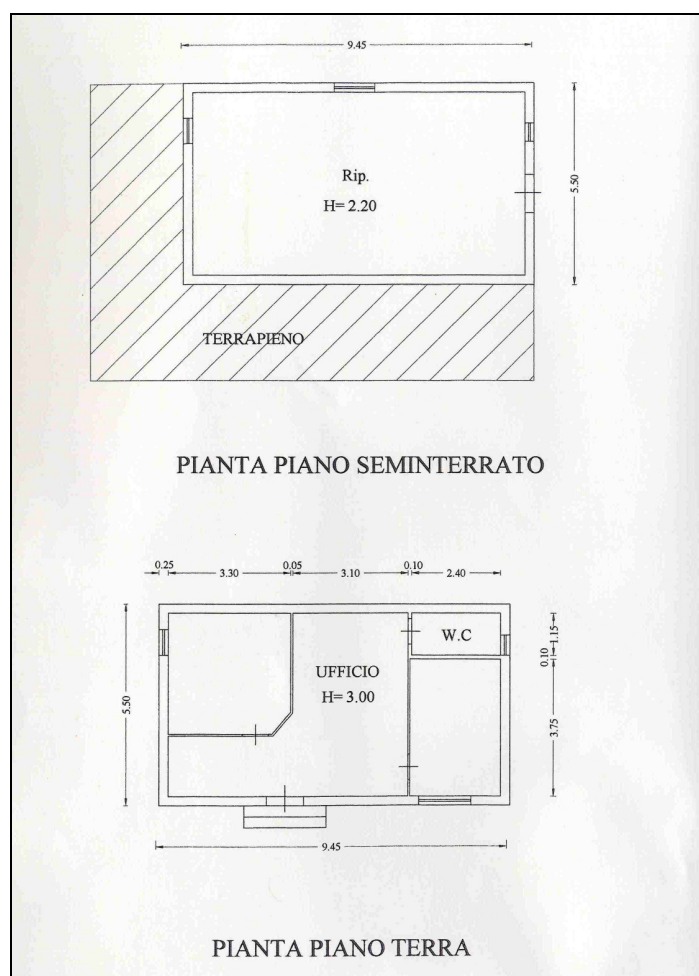 9.45
Rip.
H= 2.20
5.50
TERRAPIENO
PIANTA PIANO SEMINTERRATO
0.25
3.30
0.05
3.10
0.10
2.40
W.C
1.15
0.10
UFFICIO
H= 3.00
5.50
3.75
9.45
PIANTA PIANO TERRA